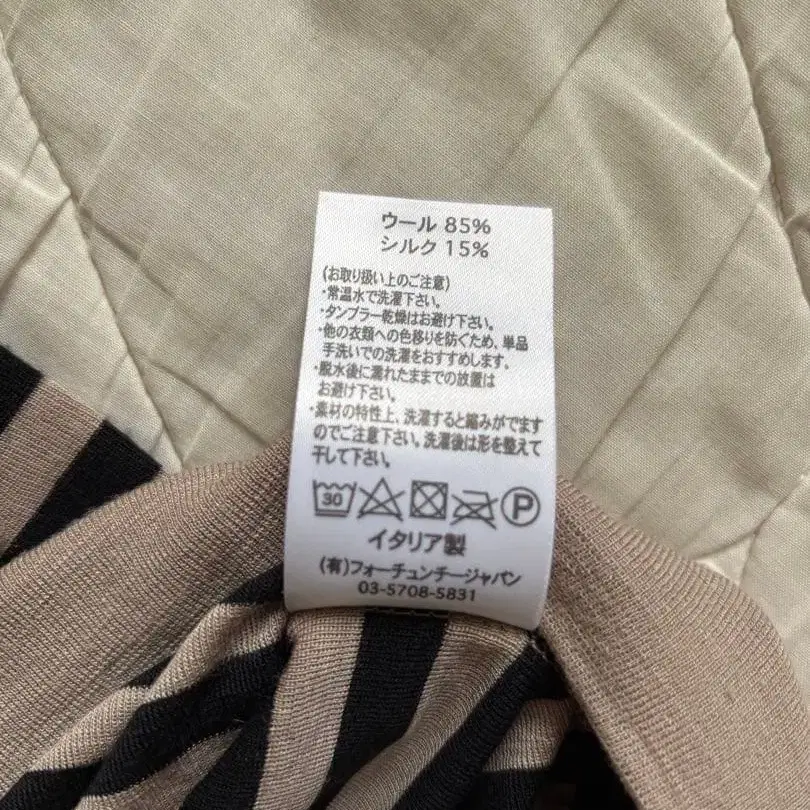 ウール 85%
シルク 15%
(お取り扱い上のご注意)
・常温水で洗濯下さい。
・タンブラー乾燥はお避け下さい。
・他の衣類への色移りを防ぐため、単品
手洗いでの洗濯をおすすめします。
・脱水後に濡れたままでの放置は
お避け下さい。
・素材の特性上、洗濯すると縮みがでます
のでご注意下さい。洗濯後は形を整えて
干して下さい。
30 P
イタリア製
(有)フォーチュンチージャパン
03-5708-5831